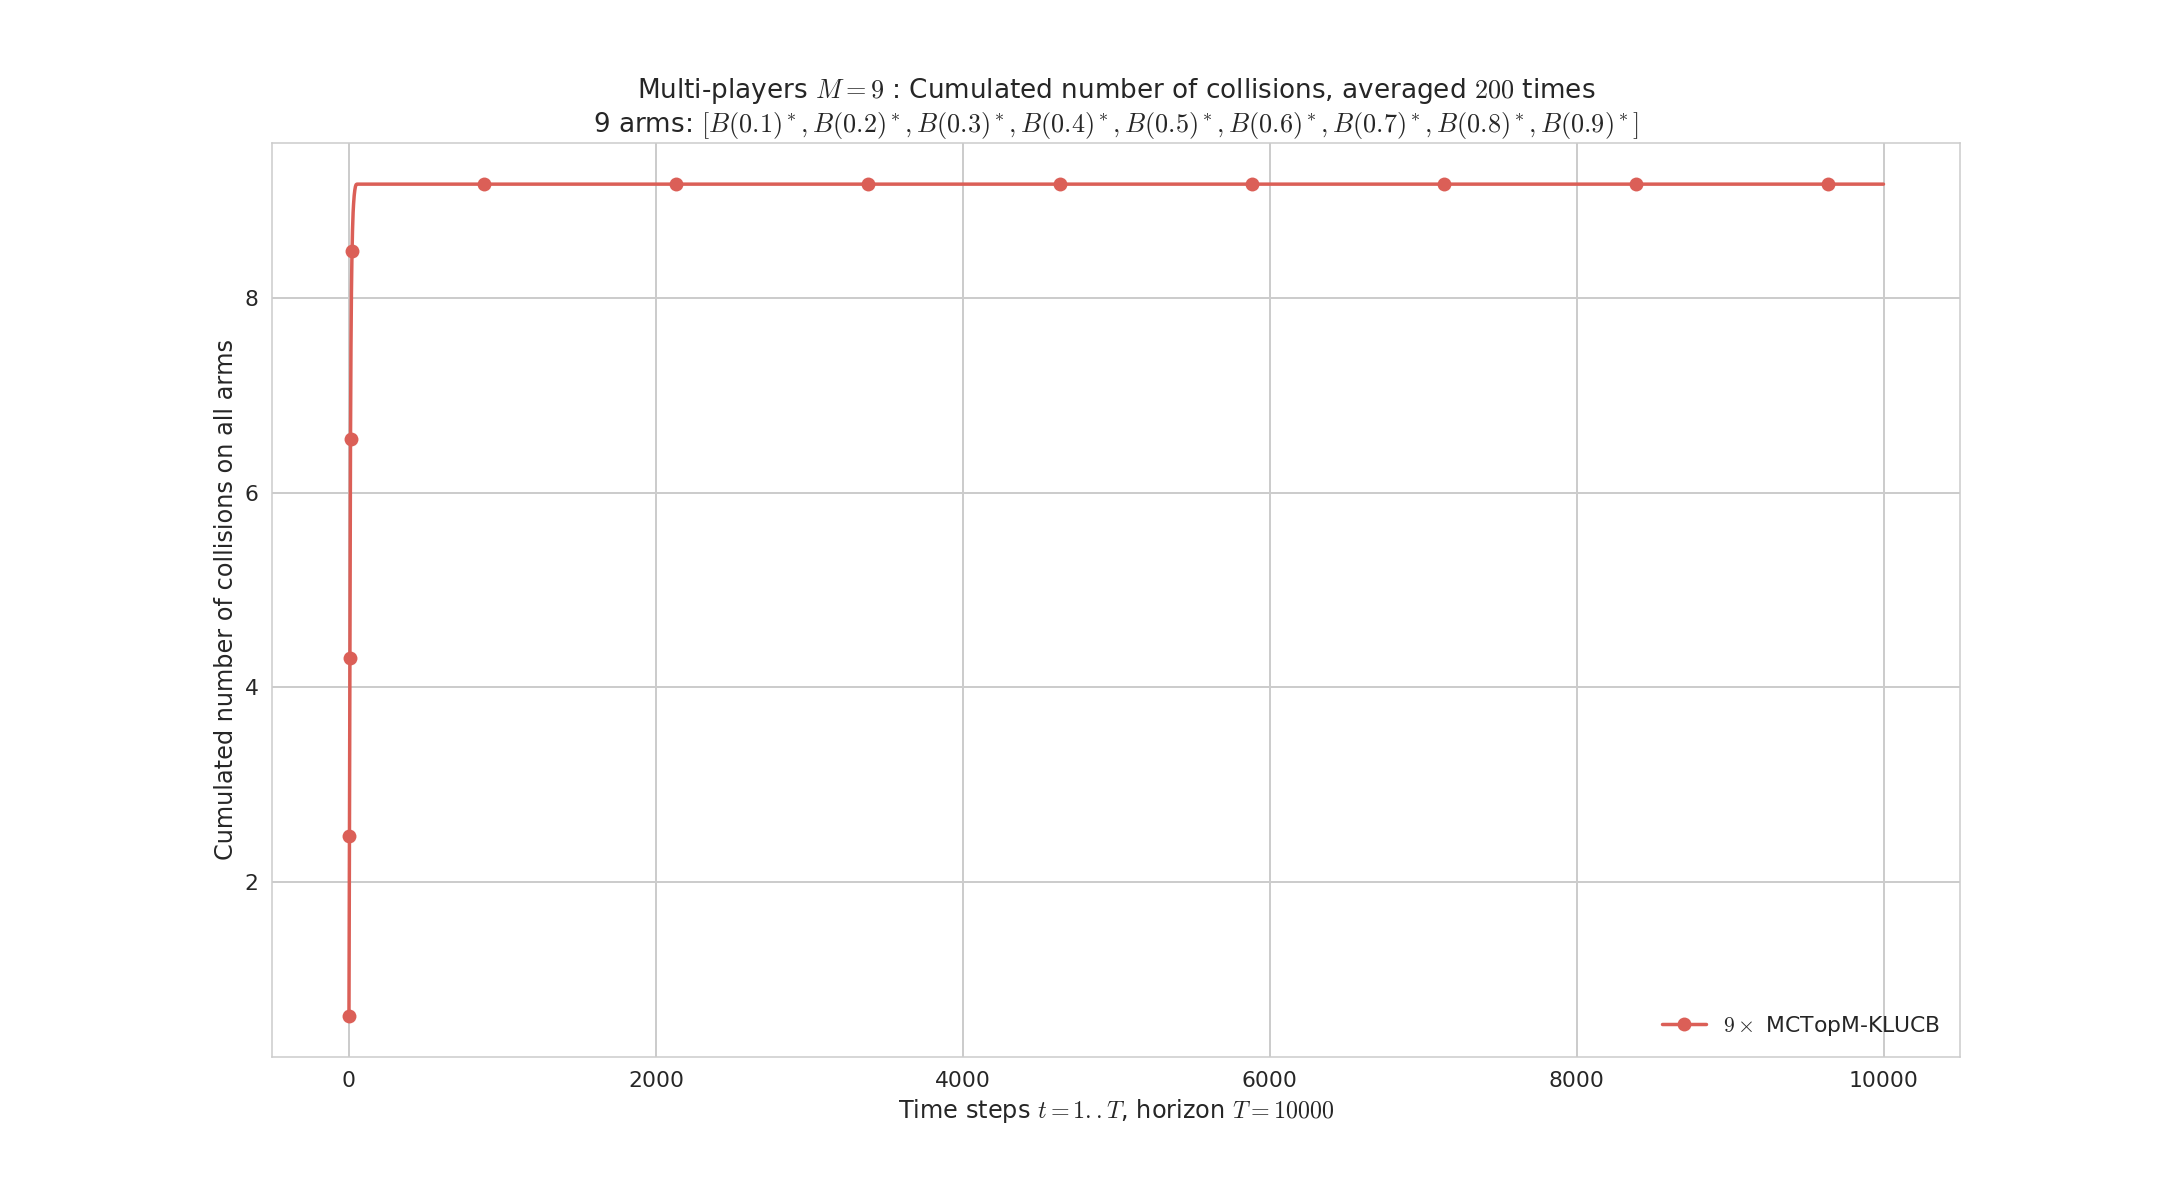 Multi-players M = 9 : Cumulated number of collisions, averaged 200 times
9 arms: [B(0.1)*, B(0.2)*, B(0.3)*, B(0.4)*, B(0.5)*, B(0.6)*, B(0.7)*, B(0.8)*, B(0.9)*]
Cumulated number of collisions on all arms
8
6
4
2
9× MCTopM-KLUCB
0 2000 4000 6000 8000 10000
Time steps t = 1..T, horizon T = 10000